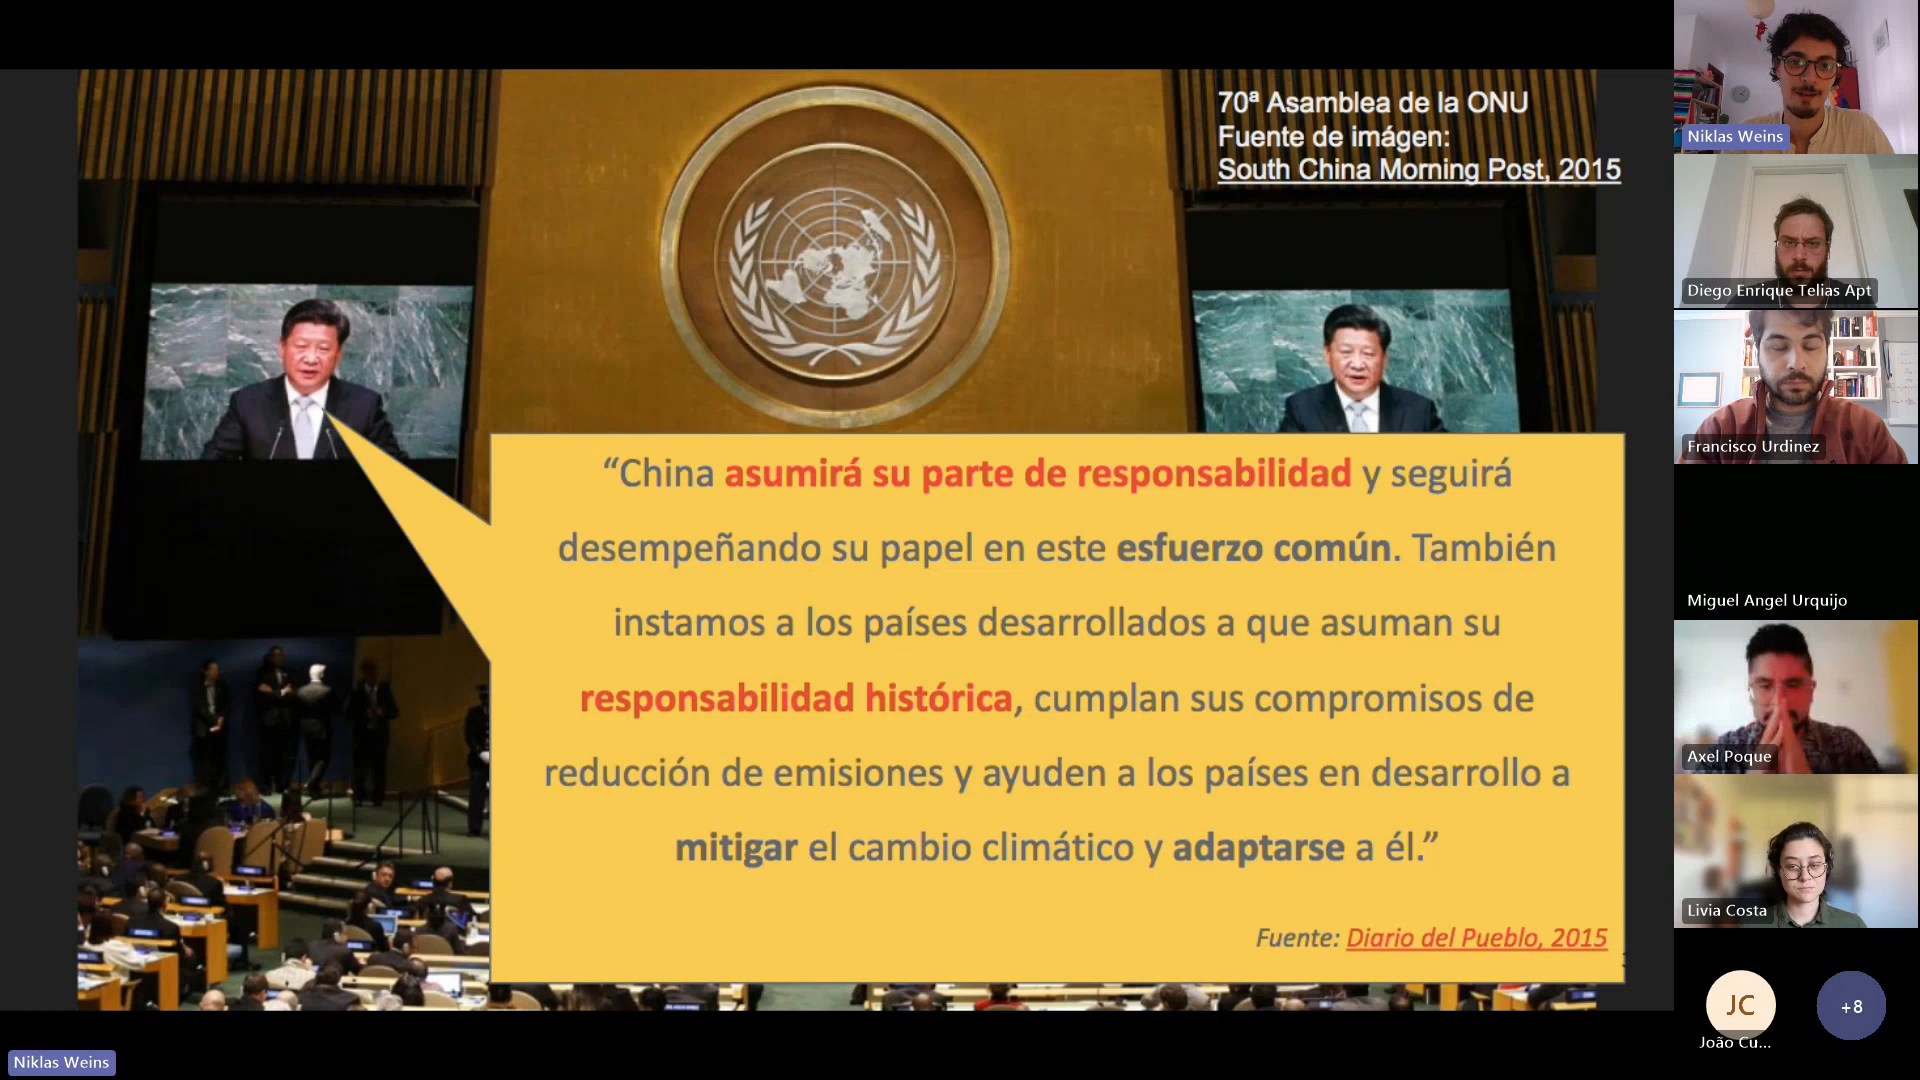 70ª Asamblea de la ONU
Fuente de imágen:
South China Morning Post, 2015
“China asumirá su parte de responsabilidad y seguirá
desempeñando su papel en este esfuerzo común. También
instamos a los países desarrollados a que asuman su
responsabilidad histórica, cumplan sus compromisos de
reducción de emisiones y ayuden a los países en desarrollo a
mitigar el cambio climático y adaptarse a él.”
Fuente: Diario del Pueblo, 2015
Niklas Weins
Niklas Weins
Diego Enrique Telias Apt
Francisco Urdinez
Miguel Angel Urquijo
Axel Poque
Livia Costa
JC
João Cu...
+8